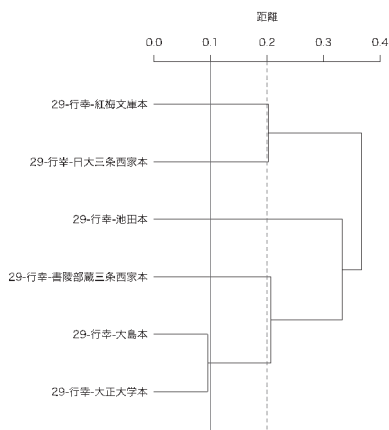 距離
0.0 0.1 0.2 0.3 0.4
29-行幸-紅梅文庫本
29-行幸-日大三条西家本
29-行幸-池田本
29-行幸-書陵部蔵三条西家本
29-行幸-大島本
29-行幸-大正大学本